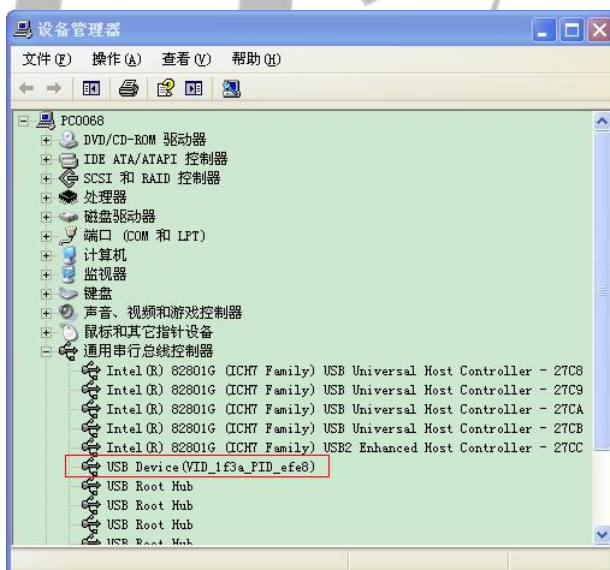 设备管理器
文件(F) 操作(A) 查看(V) 帮助(H)
PC0068
DVD/CD-ROM 驱动器
IDE ATA/ATAPI 控制器
SCSI 和 RAID 控制器
处理器
磁盘驱动器
端口 (COM 和 LPT)
计算机
监视器
键盘
声音、视频和游戏控制器
鼠标和其它指针设备
通用串行总线控制器
Intel(R) 82801G (ICH7 Family) USB Universal Host Controller - 27C8
Intel(R) 82801G (ICH7 Family) USB Universal Host Controller - 27C9
Intel(R) 82801G (ICH7 Family) USB Universal Host Controller - 27CA
Intel(R) 82801G (ICH7 Family) USB Universal Host Controller - 27CB
Intel(R) 82801G (ICH7 Family) USB2 Enhanced Host Controller - 27CC
USB Device(VID_1f3a_PID_efe8)
USB Root Hub
USB Root Hub
USB Root Hub
USB Root Hub